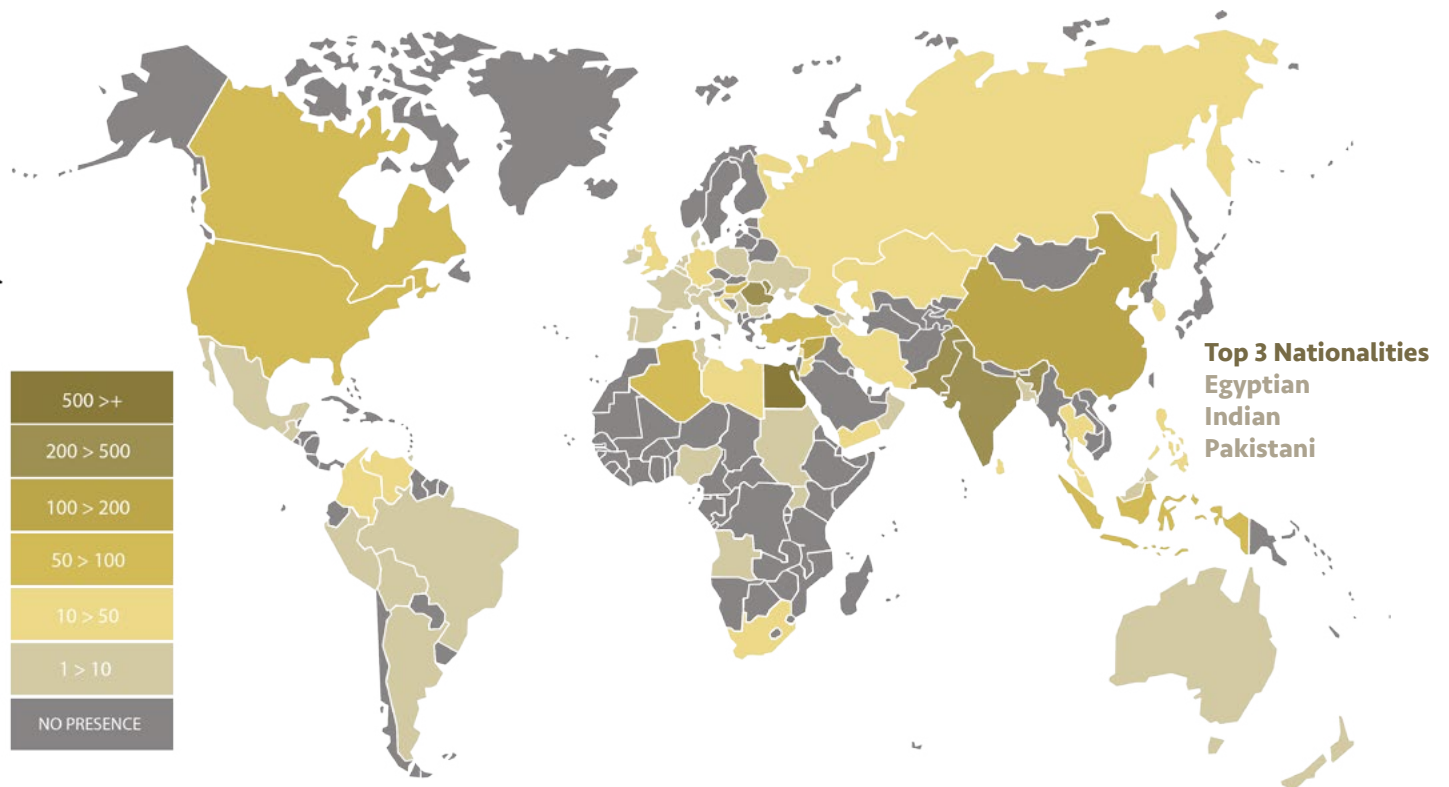 Top 3 Nationalities
Egyptian
Indian
Pakistani
500 >+
200 > 500
100 > 200
50 > 100
10 > 50
1 > 10
NO PRESENCE